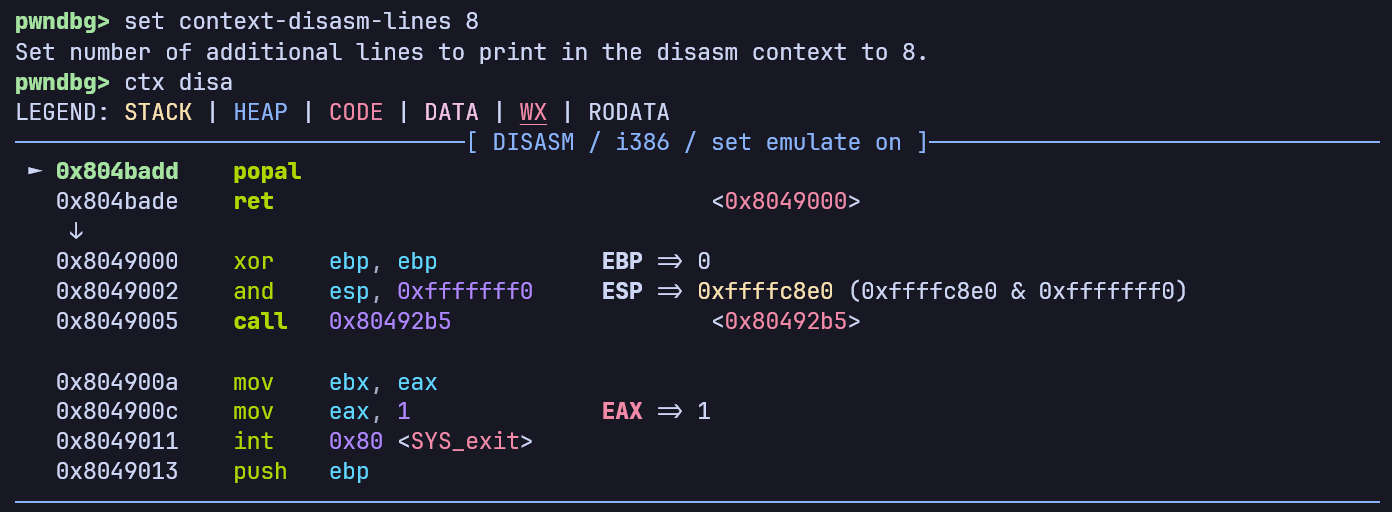 pwndbg> set context-disasm-lines 8
Set number of additional lines to print in the disasm context to 8.
pwndbg> ctx disa
LEGEND: STACK | HEAP | CODE | DATA | WX | RODATA
[ DISASM / i386 / set emulate on ]
► 0x804badd popal
0x804bade ret <0x8049000>
↓
0x8049000 xor ebp, ebp EBP => 0
0x8049002 and esp, 0xfffffff0 ESP => 0xffffc8e0 (0xffffc8e0 & 0xfffffff0)
0x8049005 call 0x80492b5 <0x80492b5>
0x804900a mov ebx, eax
0x804900c mov eax, 1 EAX => 1
0x8049011 int 0x80 <SYS_exit>
0x8049013 push ebp